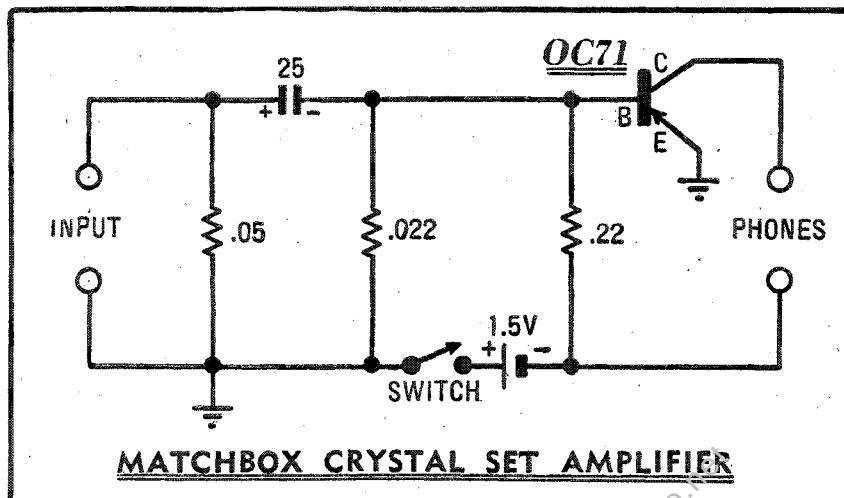 OC71
25
C
+ -
B
E
INPUT
.05
.022
.22
PHONES
1.5V
+ -
SWITCH
MATCHBOX CRYSTAL SET AMPLIFIER